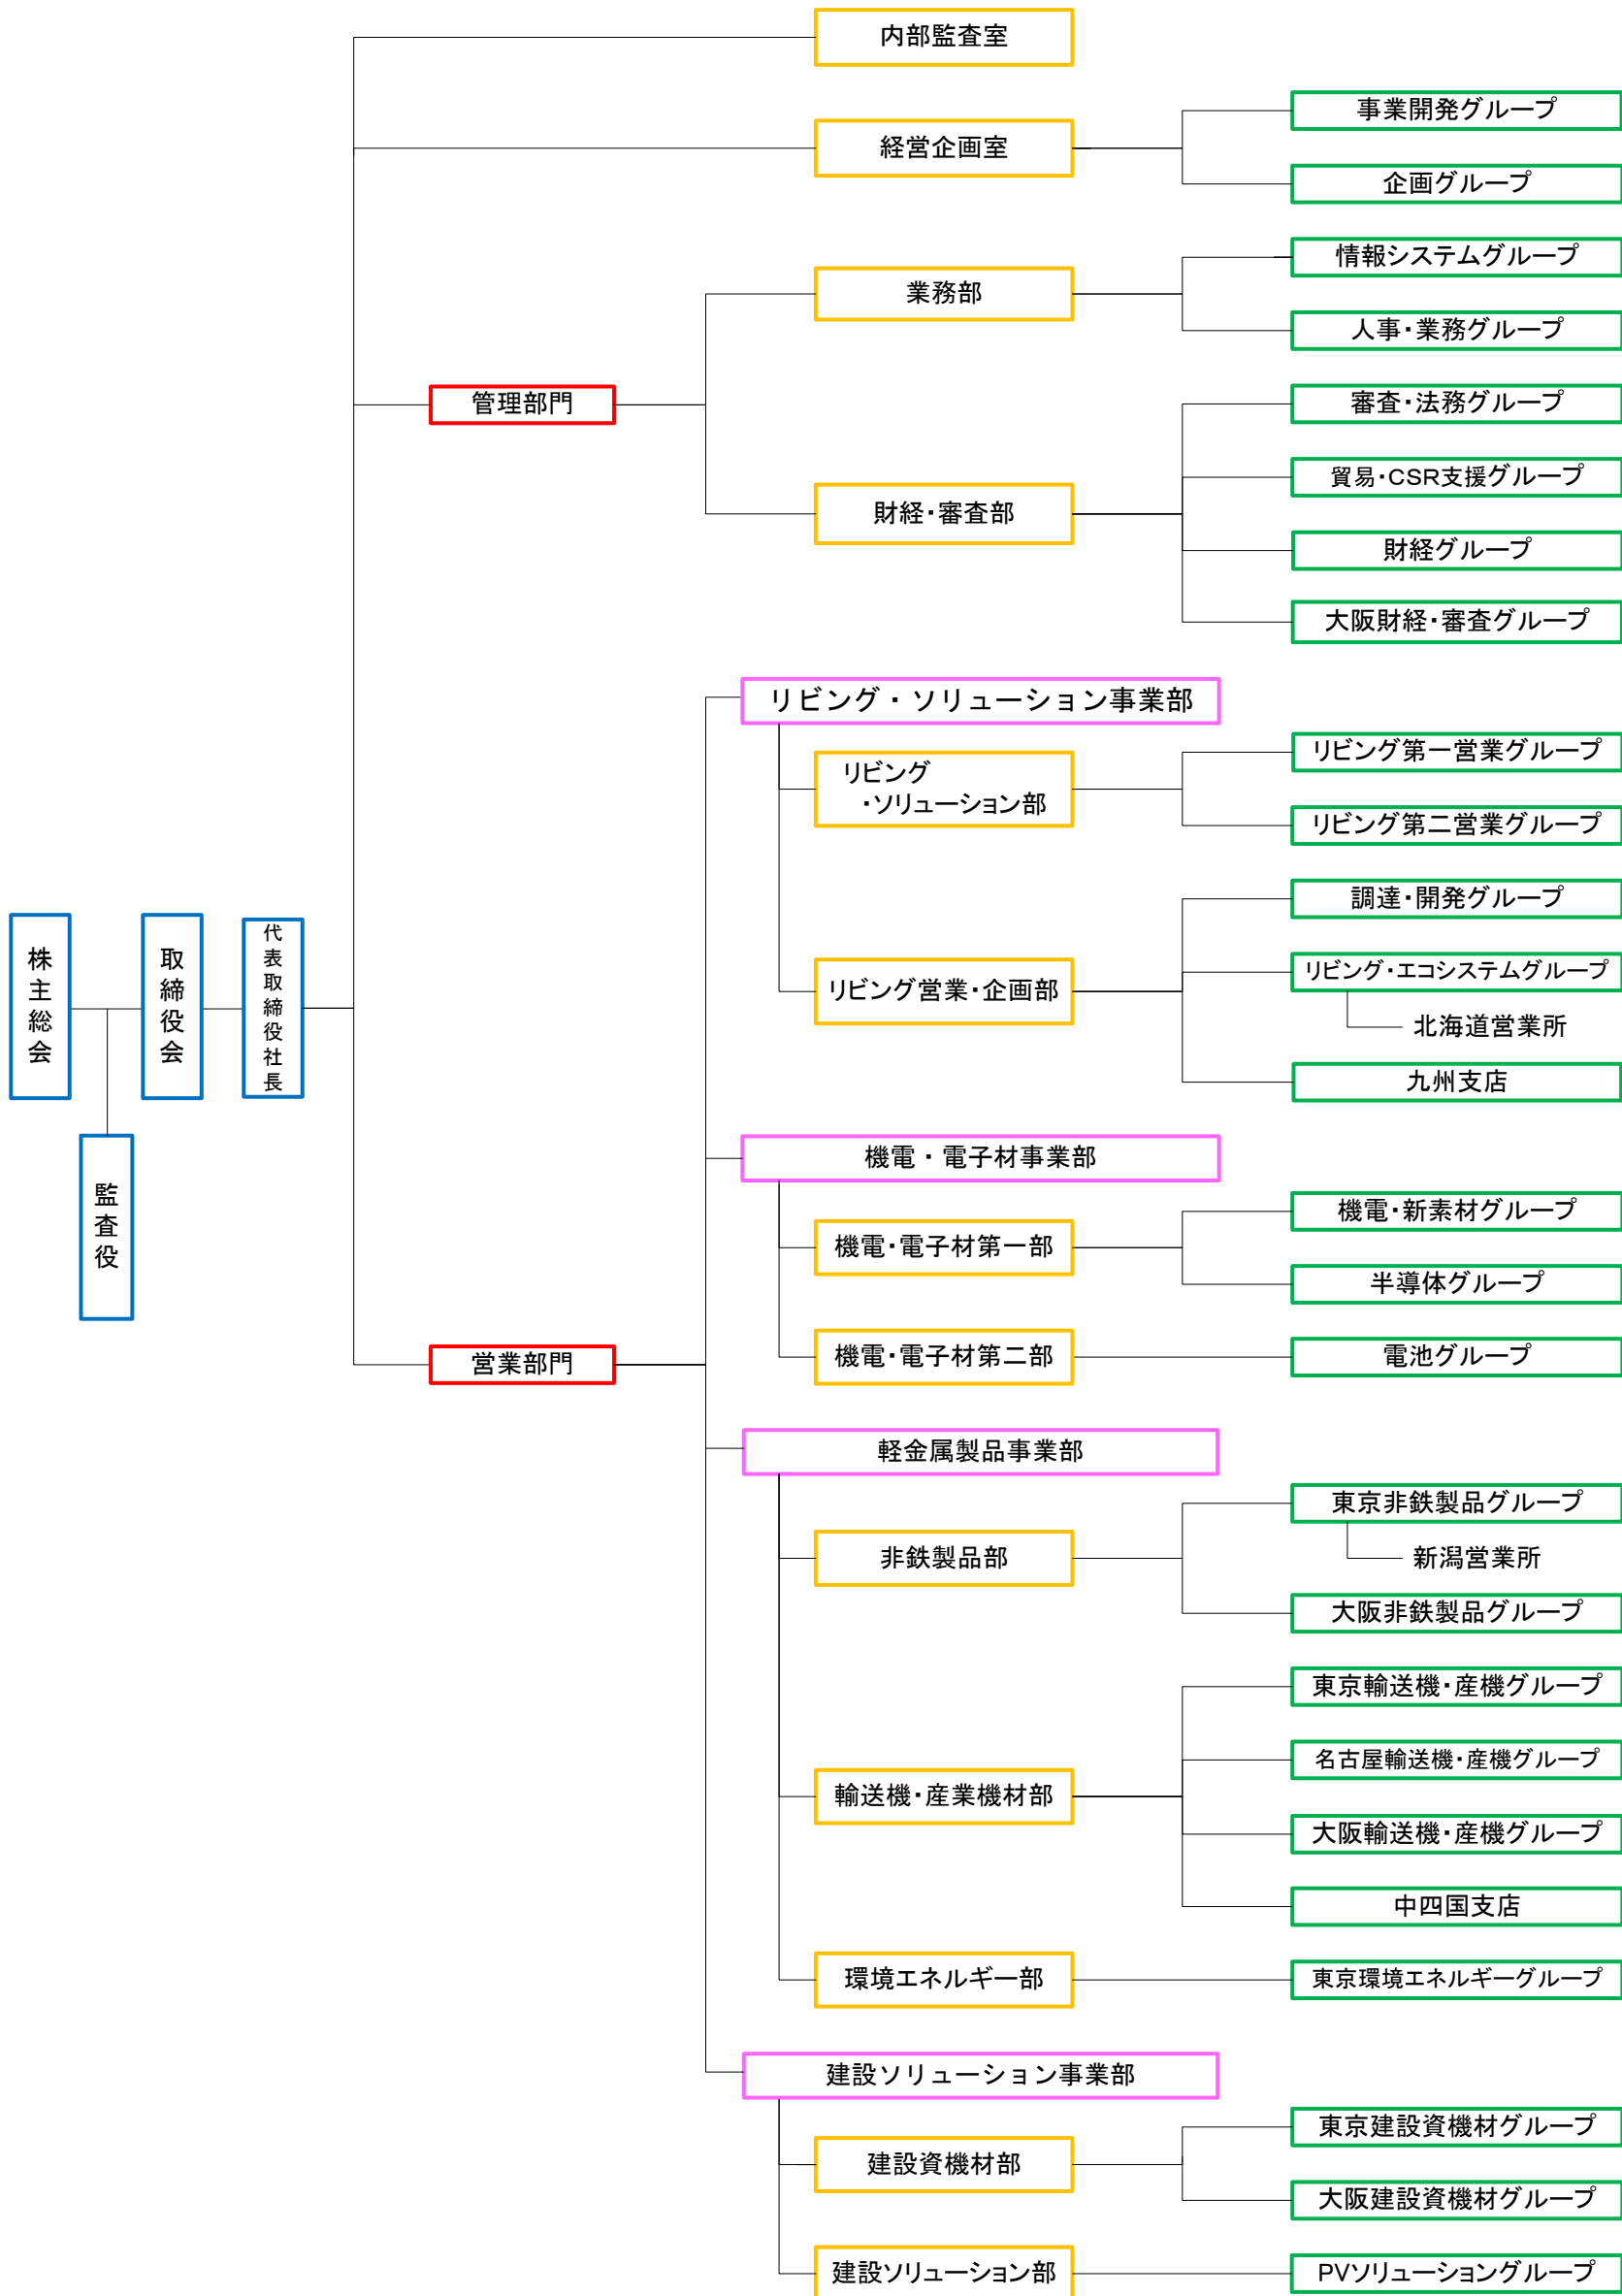 内部監査室
事業開発グループ
経営企画室
企画グループ
情報システムグループ
業務部
人事・業務グループ
管理部門
審査・法務グループ
貿易・CSR支援グループ
財経・審査部
財経グループ
大阪財経・審査グループ
リビング・ソリューション事業部
リビング第一営業グループ
リビング
・ソリューション部
リビング第二営業グループ
調達・開発グループ
リビング・エコシステムグループ
リビング営業・企画部
北海道営業所
九州支店
株主総会
取締役会
代表取締役社長
監査役
機電・電子材事業部
機電・新素材グループ
機電・電子材第一部
半導体グループ
営業部門
機電・電子材第二部
電池グループ
軽金属製品事業部
東京非鉄製品グループ
非鉄製品部
新潟営業所
大阪非鉄製品グループ
東京輸送機・産機グループ
名古屋輸送機・産機グループ
輸送機・産業機材部
大阪輸送機・産機グループ
中四国支店
環境エネルギー部
東京環境エネルギーグループ
建設ソリューション事業部
東京建設資機材グループ
建設資機材部
大阪建設資機材グループ
建設ソリューション部
PVソリューショングループ